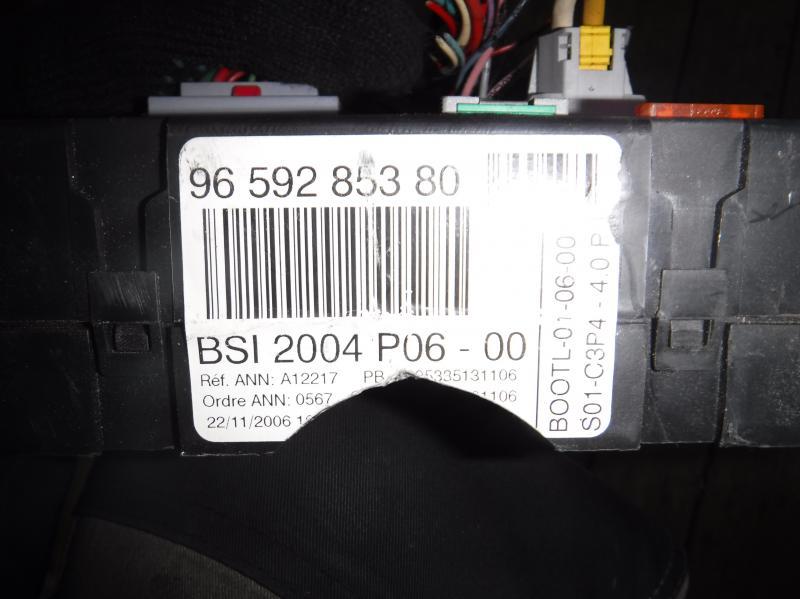 96 592 853 80
BSI 2004 P06 - 00
Réf. ANN: A12217 PR
Ordre ANN: 0567
22/11/2006
BOOTL-01-06-00
S01-C3P4 - 4.0 P